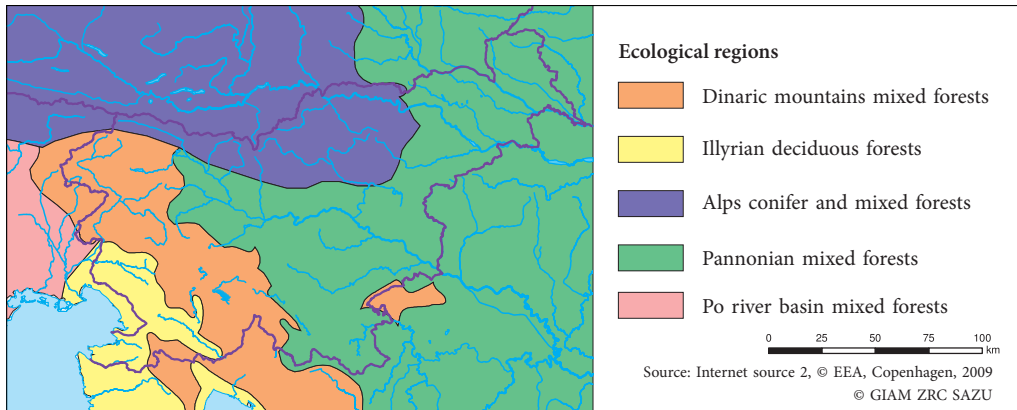 Ecological regions
Dinaric mountains mixed forests
Illyrian deciduous forests
Alps conifer and mixed forests
Pannonian mixed forests
Po river basin mixed forests
0 25 50 75 100
km
Source: Internet source 2, © EEA, Copenhagen, 2009
© GIAM ZRC SAZU